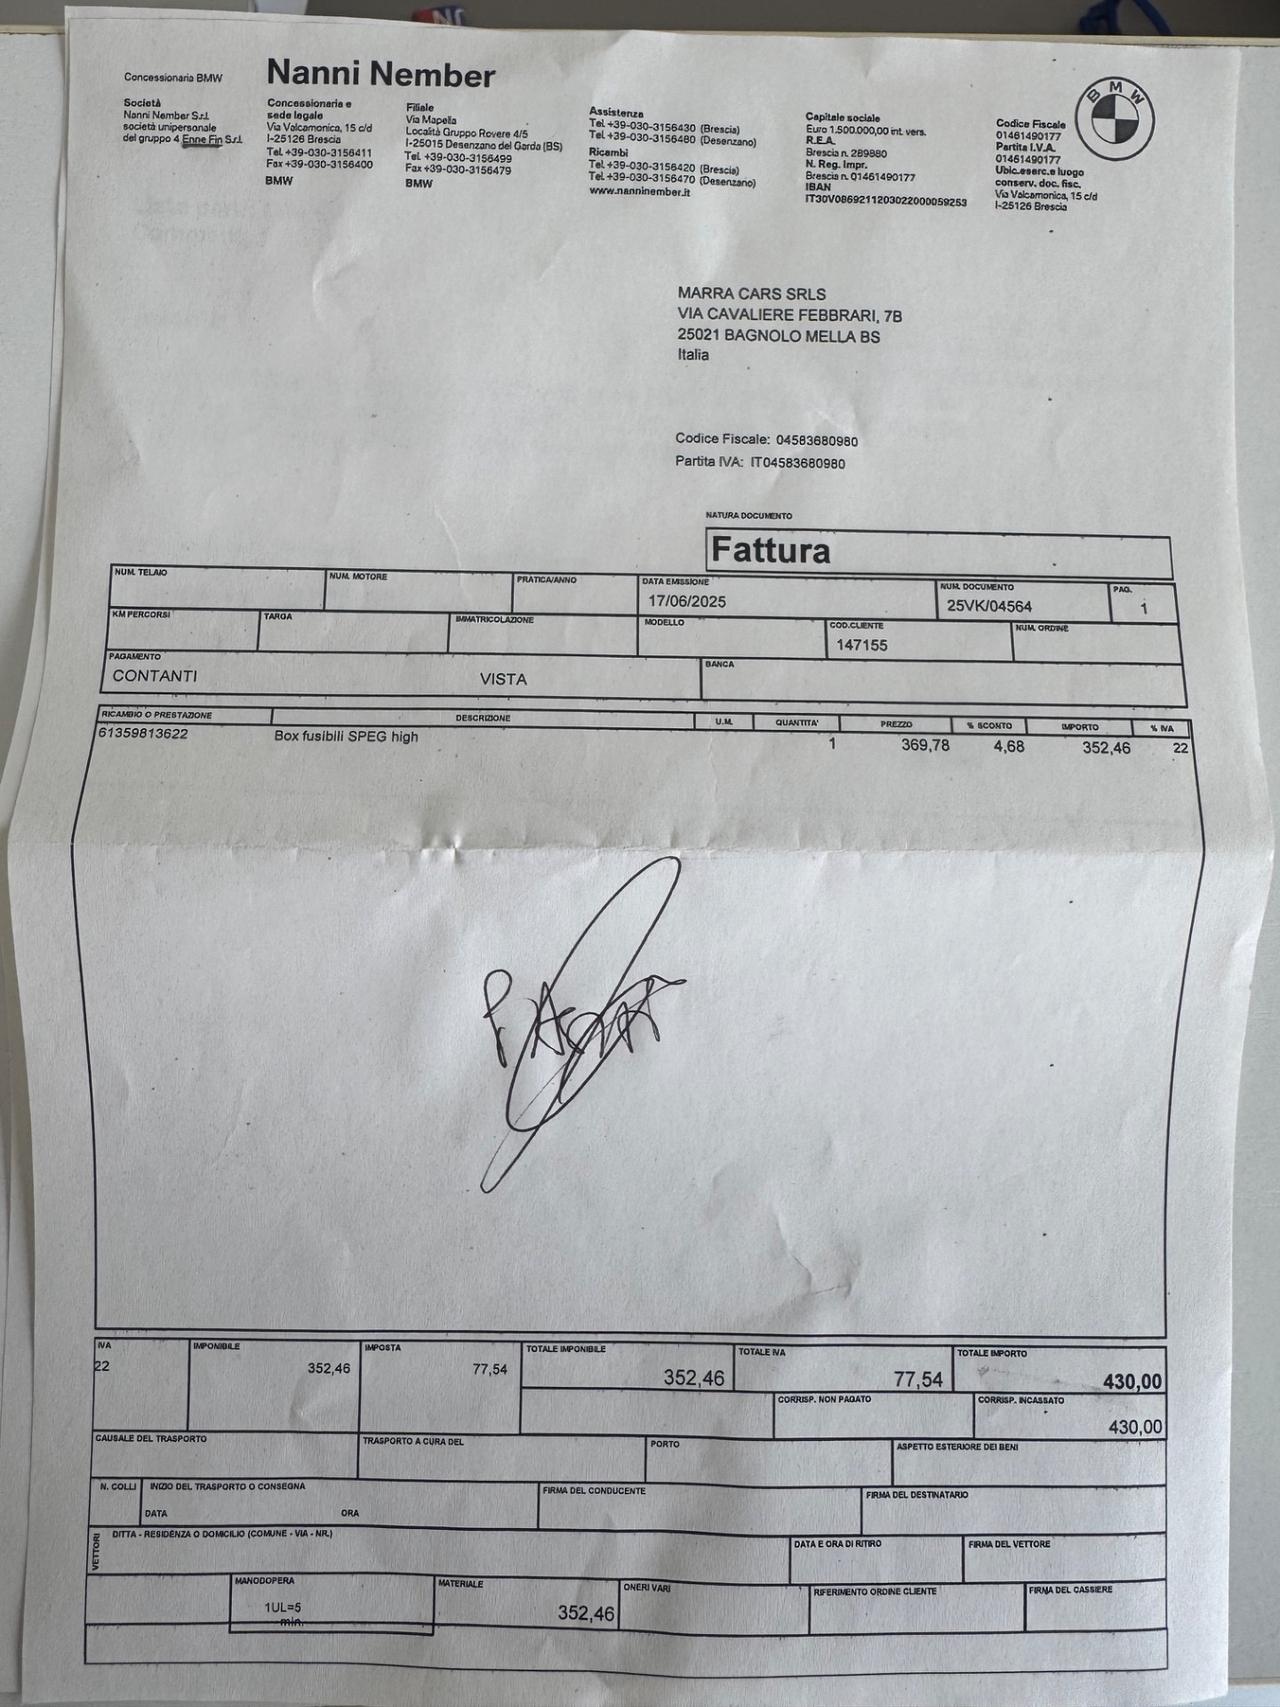 Concessionaria BMW
Nanni Nember
BMW
Società
Nanni Nember S.r.l.
società unipersonale
del gruppo 4 Enne Fin S.r.l.
Concessionaria e
sede legale
Via Valcamonica, 15 c/d
I-25126 Brescia
Tel. +39-030-3156411
Fax +39-030-3156400
BMW
Filiale
Via Mapella
Località Gruppo Rovere 4/5
I-25015 Desenzano del Garda (BS)
Tel. +39-030-3156499
Fax +39-030-3156479
BMW
Assistenza
Tel. +39-030-3156430 (Brescia)
Tel. +39-030-3156480 (Desenzano)
Ricambi
Tel. +39-030-3156420 (Brescia)
Tel. +39-030-3156470 (Desenzano)
www.nanninember.it
Capitale sociale
Euro 1.500.000,00 int. vers.
R.E.A.
Brescia n. 289880
N. Reg. Impr.
Brescia n. 01461490177
IBAN
IT30V0869211203022000059253
Codice Fiscale
01461490177
Partita I.V.A.
01461490177
Ubic.eserc.e luogo
conserv. doc. fisc.
Via Valcamonica, 15 c/d
I-25126 Brescia
MARRA CARS SRLS
VIA CAVALIERE FEBBRARI, 7B
25021 BAGNOLO MELLA BS
Italia
Codice Fiscale: 04583680980
Partita IVA: IT04583680980
NATURA DOCUMENTO
Fattura
NUM. TELAIO NUM. MOTORE PRATICA/ANNO DATA EMISSIONE NUM. DOCUMENTO PAG.
17/06/2025 25VK/04564 1
KM PERCORSI TARGA IMMATRICOLAZIONE MODELLO COD.CLIENTE NUM. ORDINE
147155
PAGAMENTO BANCA
CONTANTI VISTA
RICAMBIO O PRESTAZIONE DESCRIZIONE U.M. QUANTITA' PREZZO % SCONTO IMPORTO % IVA
61359813622 Box fusibili SPEG high 1 369,78 4,68 352,46 22
IVA IMPONIBILE IMPOSTA TOTALE IMPONIBILE TOTALE IVA TOTALE IMPORTO
22 352,46 77,54 352,46 77,54 430,00
CORRISP. NON PAGATO CORRISP. INCASSATO
430,00
CAUSALE DEL TRASPORTO TRASPORTO A CURA DEL PORTO ASPETTO ESTERIORE DEI BENI
N. COLLI INIZIO DEL TRASPORTO O CONSEGNA FIRMA DEL CONDUCENTE FIRMA DEL DESTINATARIO
DATA ORA
VETTORI DITTA - RESIDENZA O DOMICILIO (COMUNE - VIA - NR.) DATA E ORA DI RITIRO FIRMA DEL VETTORE
MANODOPERA MATERIALE ONERI VARI RIFERIMENTO ORDINE CLIENTE FIRMA DEL CASSIERE
1UL=5 352,46
min.